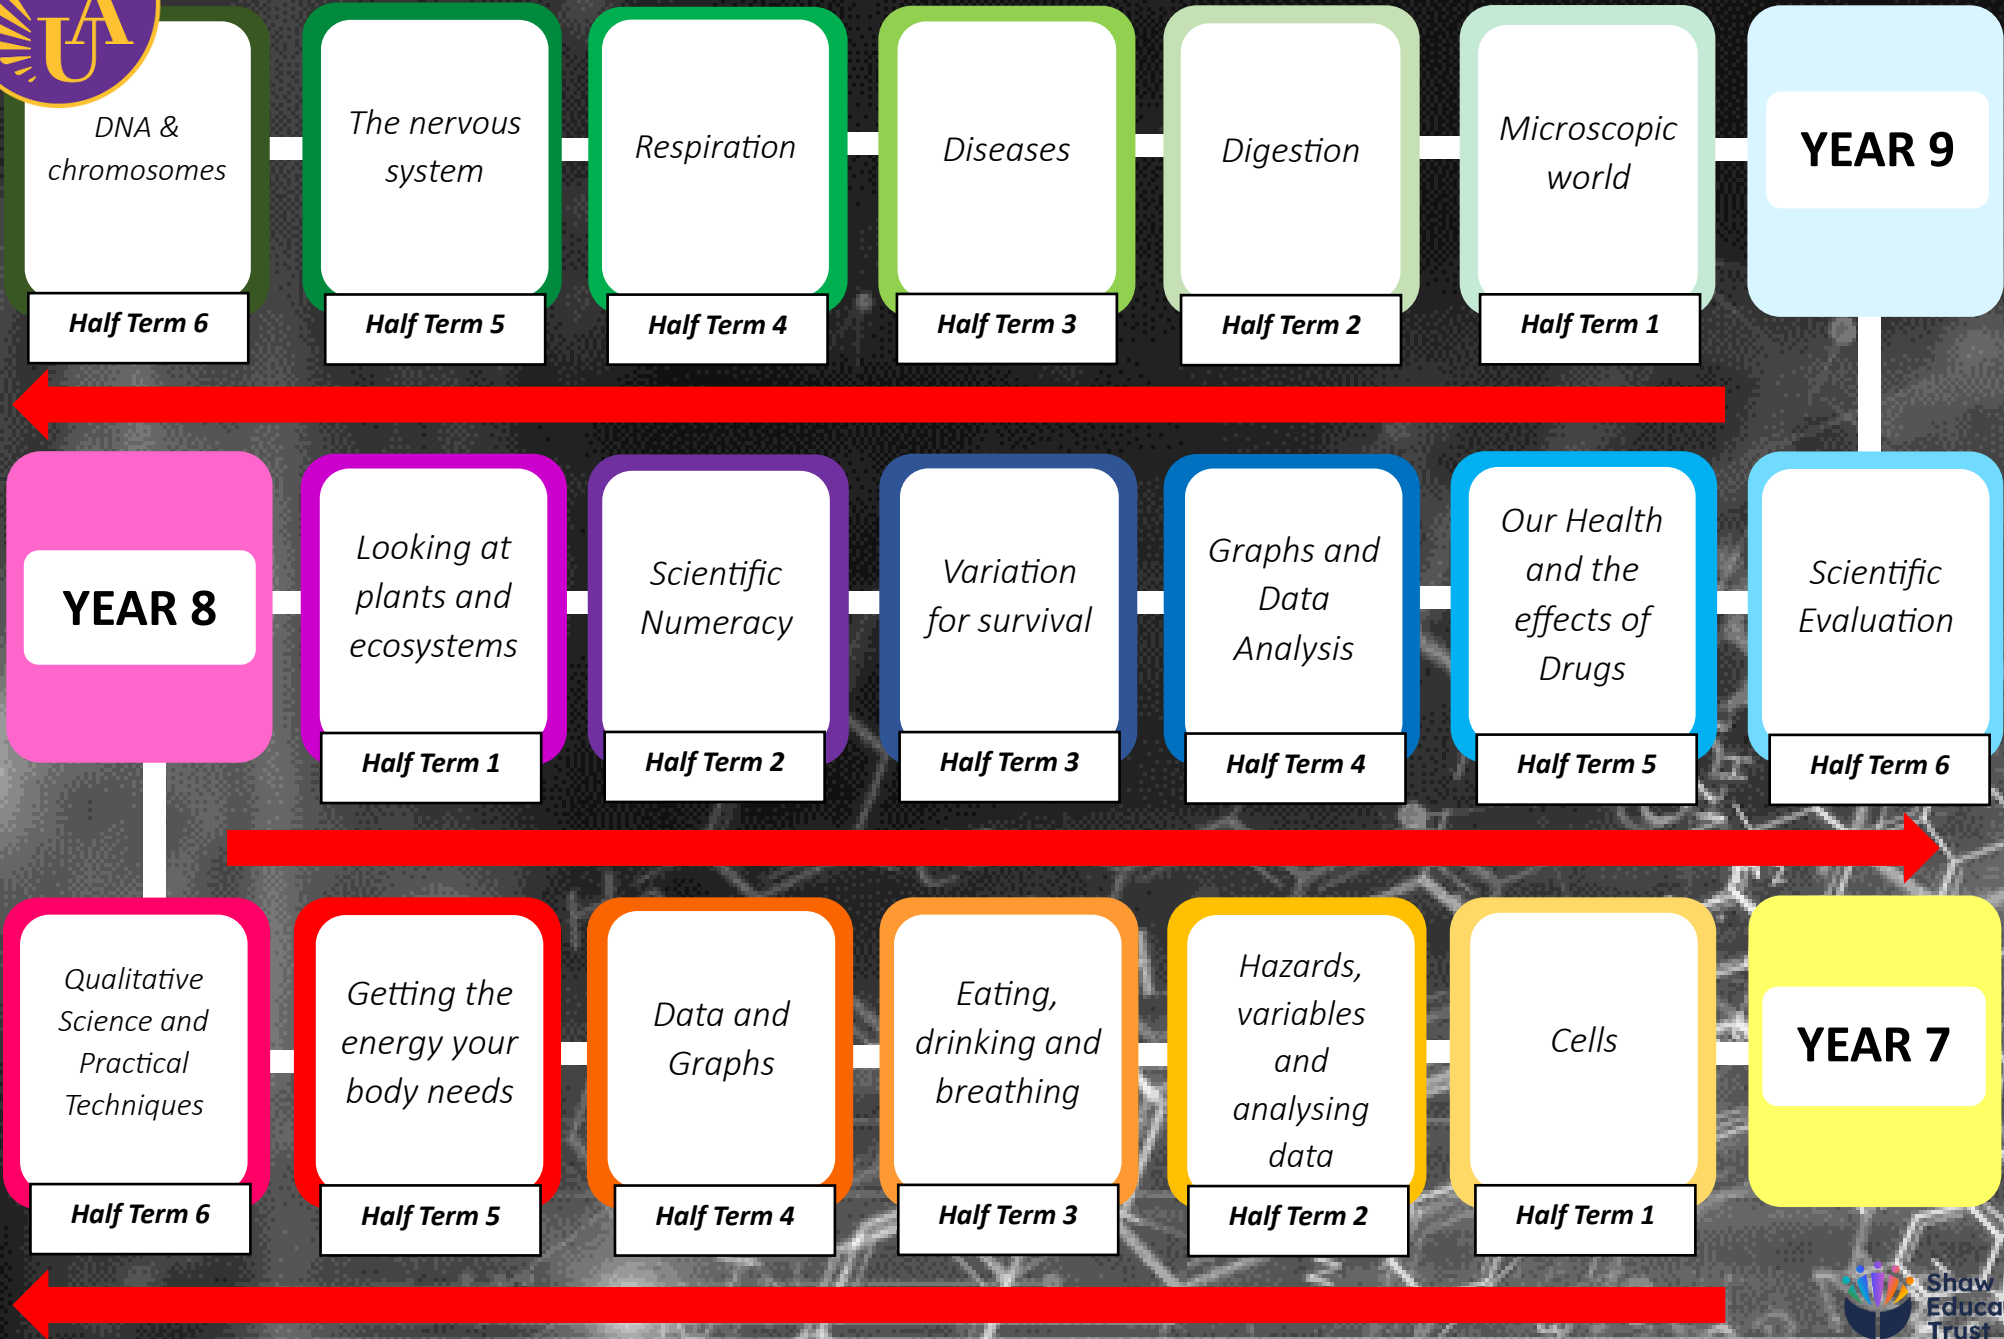 UA
DNA &
chromosomes
Half Term 6
The nervous
system
Half Term 5
Respiration
Half Term 4
Diseases
Half Term 3
Digestion
Half Term 2
Microscopic
world
Half Term 1
YEAR 9
YEAR 8
Looking at
plants and
ecosystems
Half Term 1
Scientific
Numeracy
Half Term 2
Variation
for survival
Half Term 3
Graphs and
Data
Analysis
Half Term 4
Our Health
and the
effects of
Drugs
Half Term 5
Scientific
Evaluation
Half Term 6
Qualitative
Science and
Practical
Techniques
Half Term 6
Getting the
energy your
body needs
Half Term 5
Data and
Graphs
Half Term 4
Eating,
drinking and
breathing
Half Term 3
Hazards,
variables
and
analysing
data
Half Term 2
Cells
Half Term 1
YEAR 7
Shaw
Educa
Trust